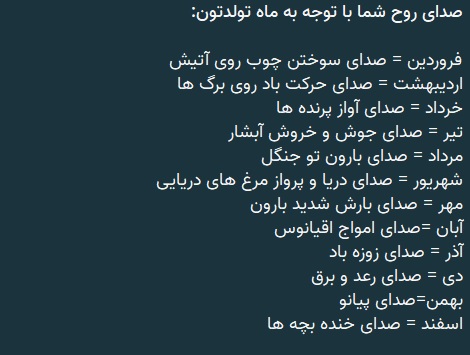 صدای روح شما با توجه به ماه تولدتون:
فروردین = صدای سوختن چوب روی آتیش
اردیبهشت = صدای حرکت باد روی برگ ها
خرداد = صدای آواز پرنده ها
تیر = صدای جوش و خروش آبشار
مرداد = صدای بارون تو جنگل
شهریور = صدای دریا و پرواز مرغ های دریایی
مهر = صدای بارش شدید بارون
آبان =صدای امواج اقیانوس
آذر = صدای زوزه باد
دی = صدای رعد و برق
بهمن=صدای پیانو
اسفند = صدای خنده بچه ها